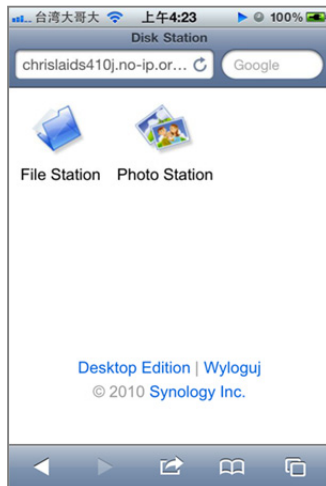 台湾大哥大 上午4:23 100%
Disk Station
chrislaids410j.no-ip.or... Google
File Station Photo Station
Desktop Edition | Wyloguj
© 2010 Synology Inc.